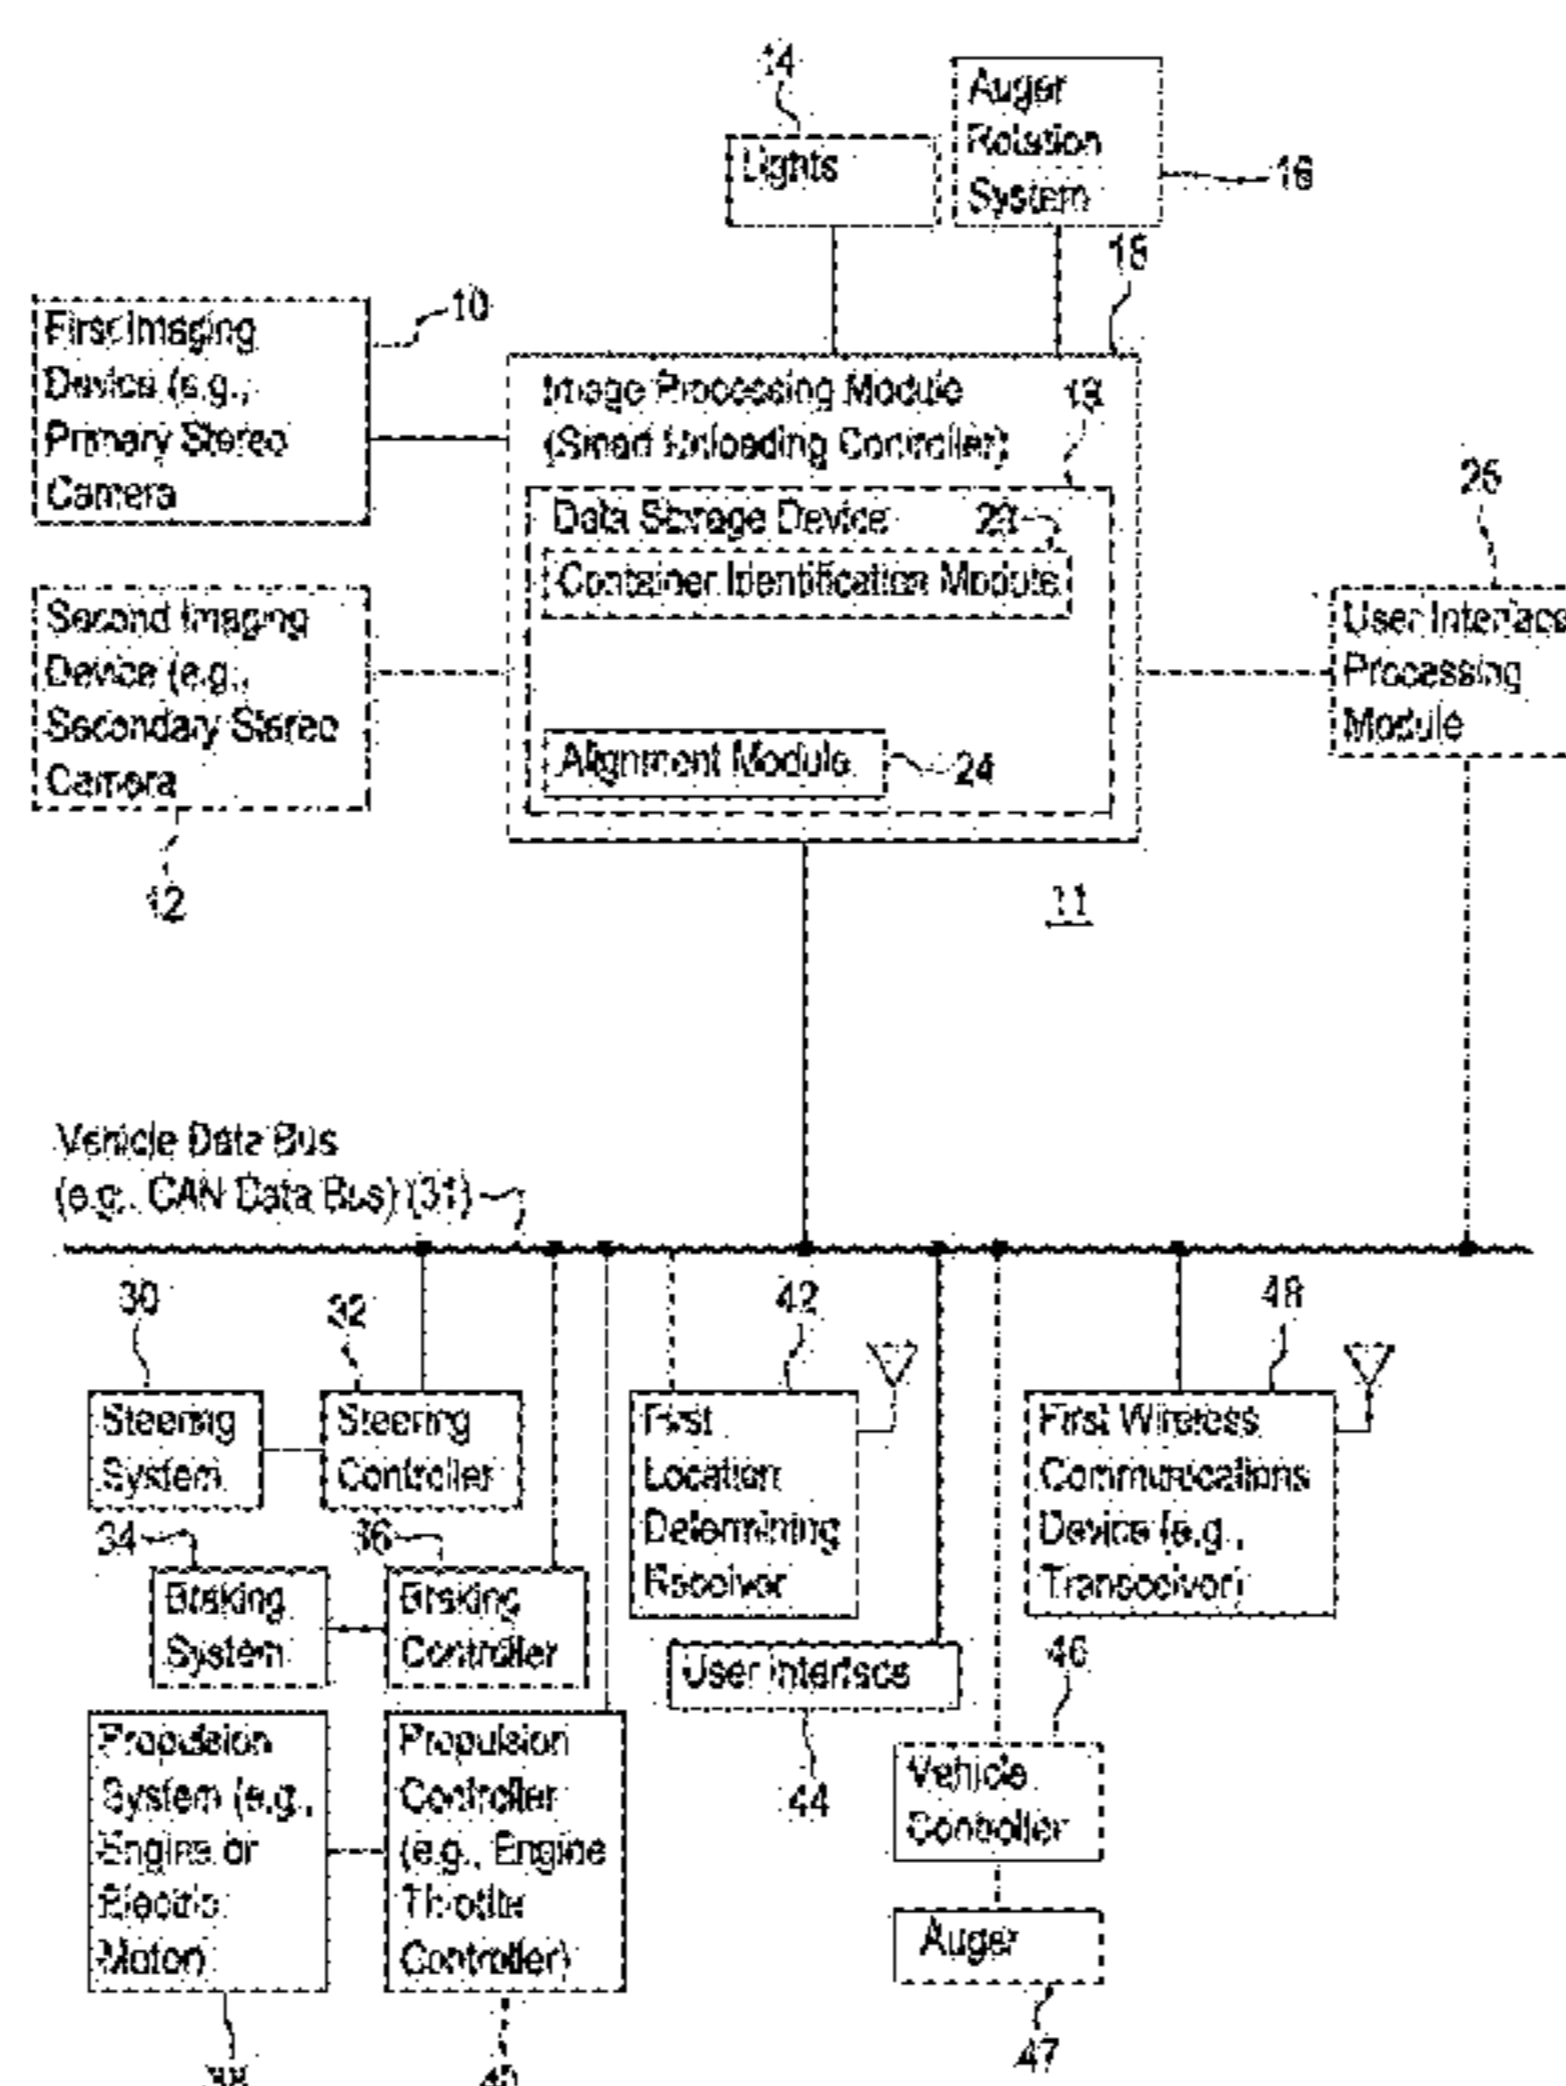 14
Lights
Auger
Rotation
System
16
18
10
First Imaging
Device (e.g.,
Primary Stereo
Camera
Image Processing Module
(Smart Unloading Controller)
19
Data Storage Device
Container Identification Module
Alignment Module
24
Second Imaging
Device (e.g.,
Secondary Stereo
Camera
12
25
User Interface
Processing
Module
11
Vehicle Data Bus
(e.g., CAN Data Bus) (31)
30
Steering
System
32
Steering
Controller
34
Braking
System
36
Braking
Controller
Propulsion
System (e.g.,
Engine or
Electric
Motor)
Propulsion
Controller
(e.g., Engine
Throttle
Controller)
42
First
Location
Determining
Receiver
User Interface
44
48
First Wireless
Communications
Device (e.g.,
Transceiver)
46
Vehicle
Controller
Auger
47